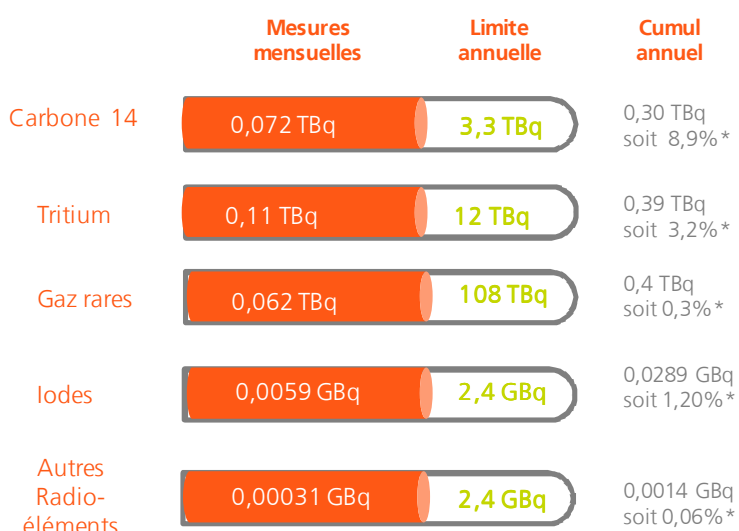 Mesures mensuelles
Limite annuelle
Cumul annuel
Carbone 14
0,072 TBq
3,3 TBq
0,30 TBq
soit 8,9%*
Tritium
0,11 TBq
12 TBq
0,39 TBq
soit 3,2%*
Gaz rares
0,062 TBq
108 TBq
0,4 TBq
soit 0,3%*
Iodes
0,0059 GBq
2,4 GBq
0,0289 GBq
soit 1,20%*
Autres
Radio-
éléments
0,00031 GBq
2,4 GBq
0,0014 GBq
soit 0,06%*